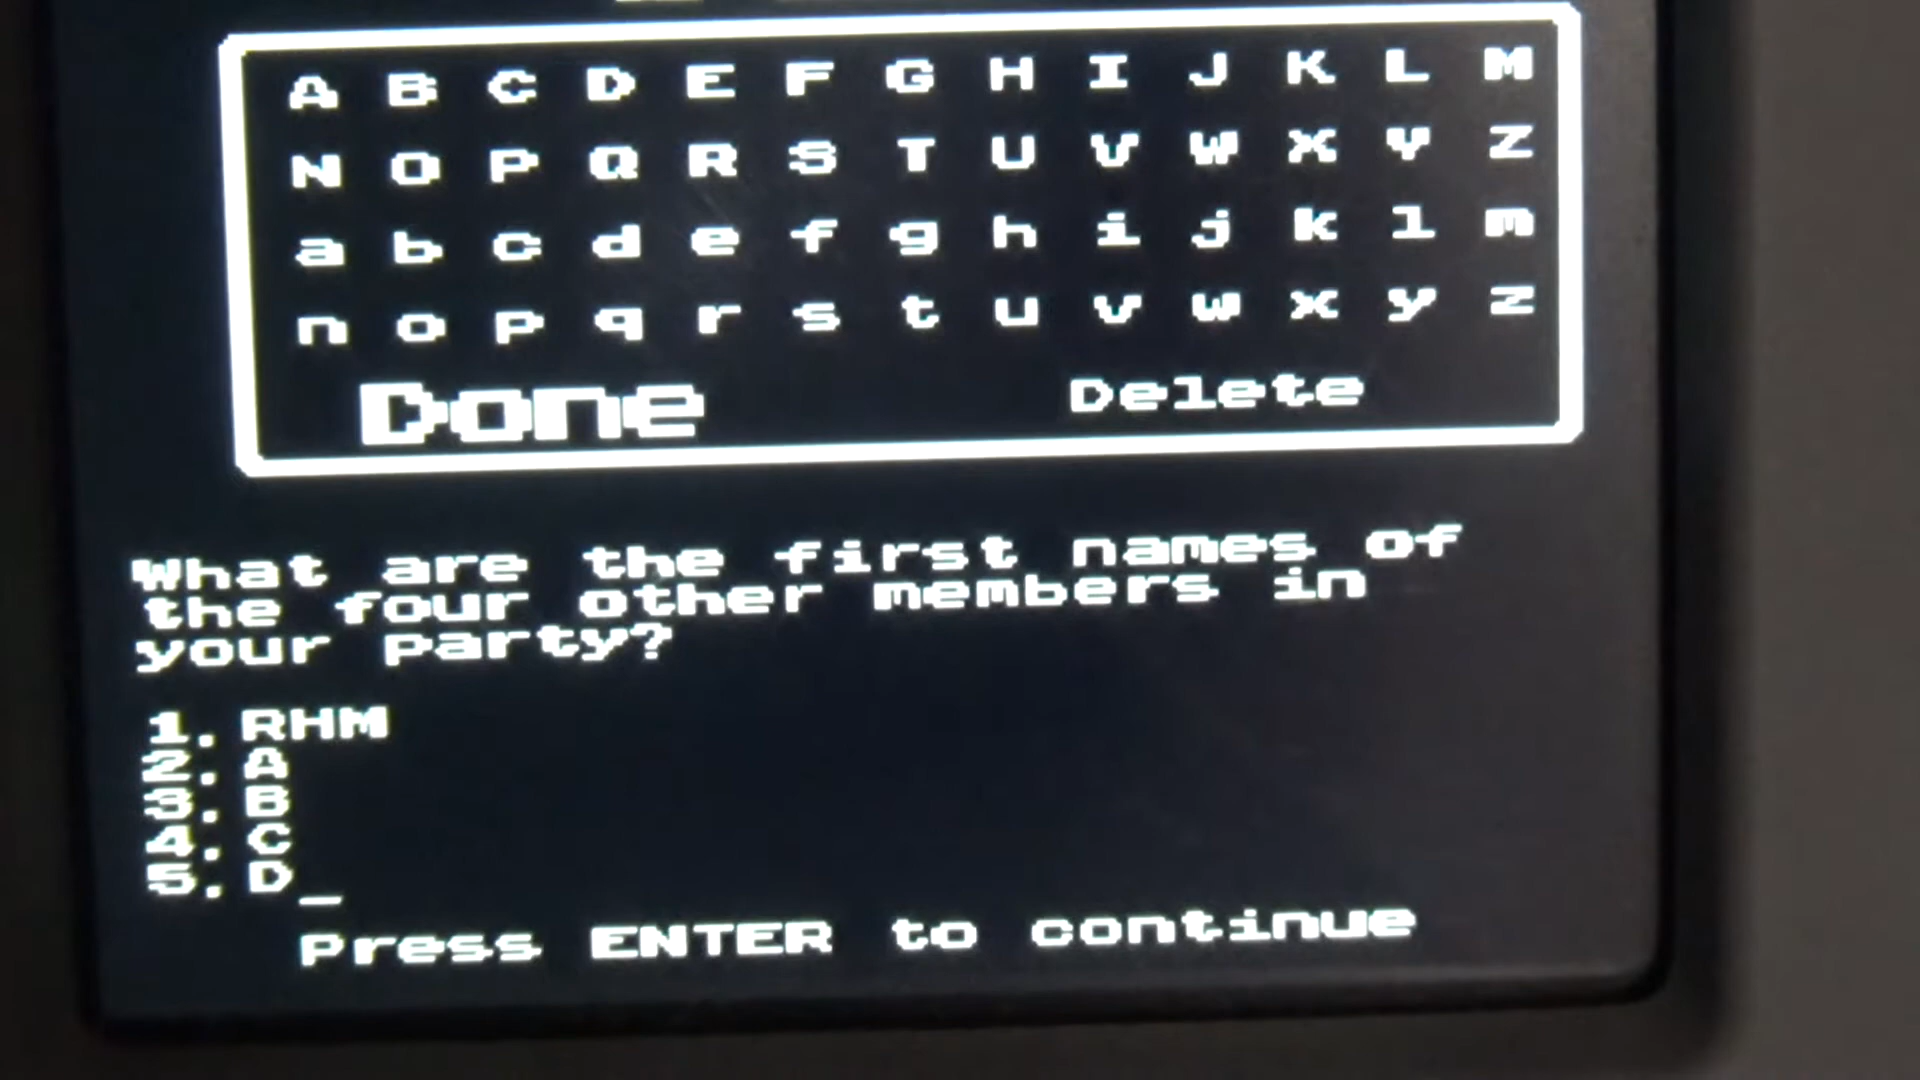 A B C D E F G H I J K L M
N O P Q R S T U V W X Y Z
a b c d e f g h i j k l m
n o p q r s t u v w x y z
Done Delete
What are the first names of
the four other members in
your party?
1. RHM
2. A
3. B
4. C
5. D_
Press ENTER to continue